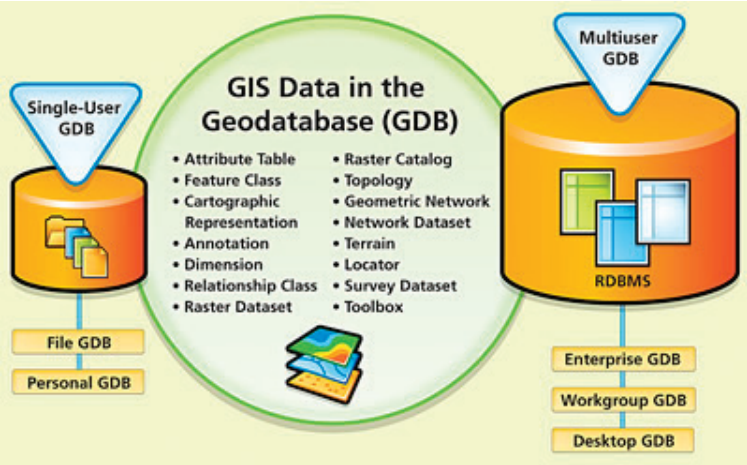 Single-User
GDB
File GDB
Personal GDB
GIS Data in the
Geodatabase (GDB)
• Attribute Table
• Feature Class
• Cartographic
Representation
• Annotation
• Dimension
• Relationship Class
• Raster Dataset
• Raster Catalog
• Topology
• Geometric Network
• Network Dataset
• Terrain
• Locator
• Survey Dataset
• Toolbox
Multiuser
GDB
RDBMS
Enterprise GDB
Workgroup GDB
Desktop GDB